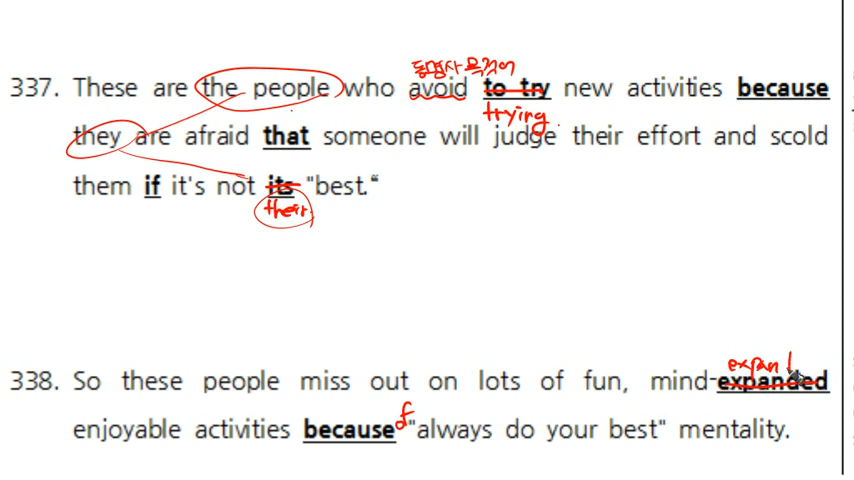 동명사 목적어
337. These are the people who avoid to try new activities because
trying
they are afraid that someone will judge their effort and scold
them if it's not its "best."
their
expan
338. So these people miss out on lots of fun, mind-expanded
enjoyable activities because of "always do your best" mentality.